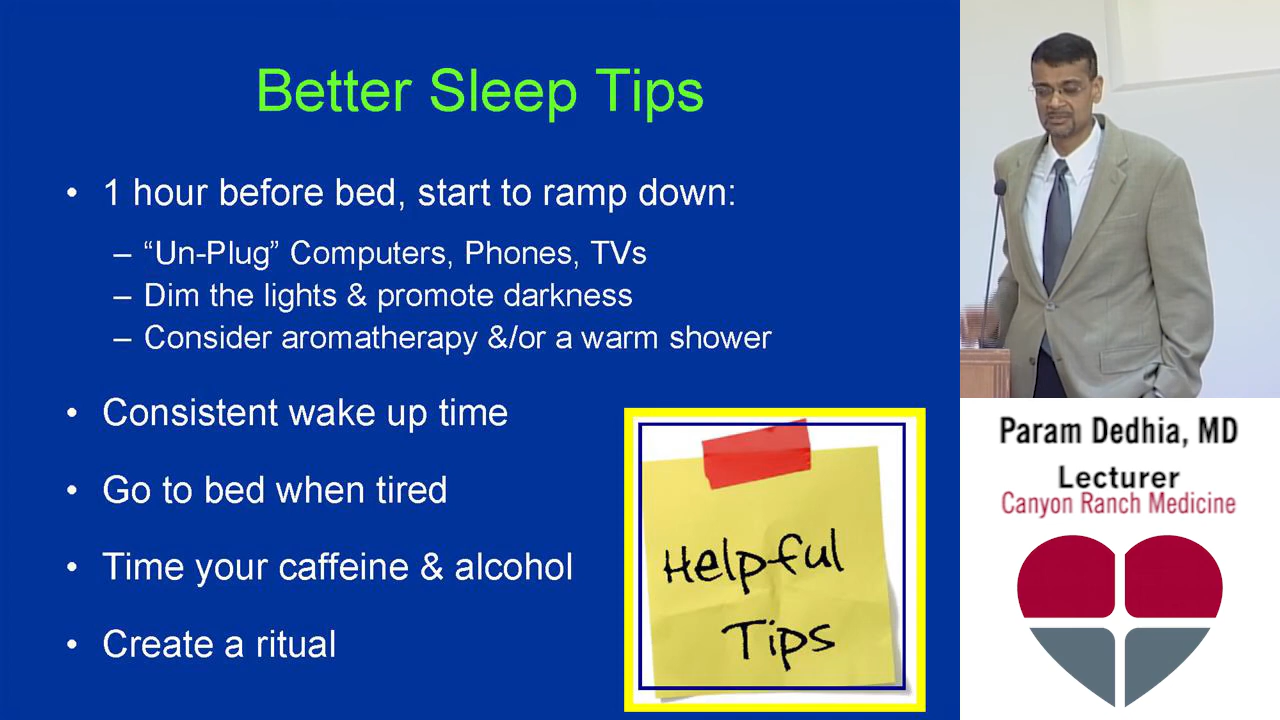 Better Sleep Tips
• 1 hour before bed, start to ramp down:
– “Un-Plug” Computers, Phones, TVs
– Dim the lights & promote darkness
– Consider aromatherapy &/or a warm shower
• Consistent wake up time
• Go to bed when tired
• Time your caffeine & alcohol
• Create a ritual
Helpful
Tips
Param Dedhia, MD
Lecturer
Canyon Ranch Medicine